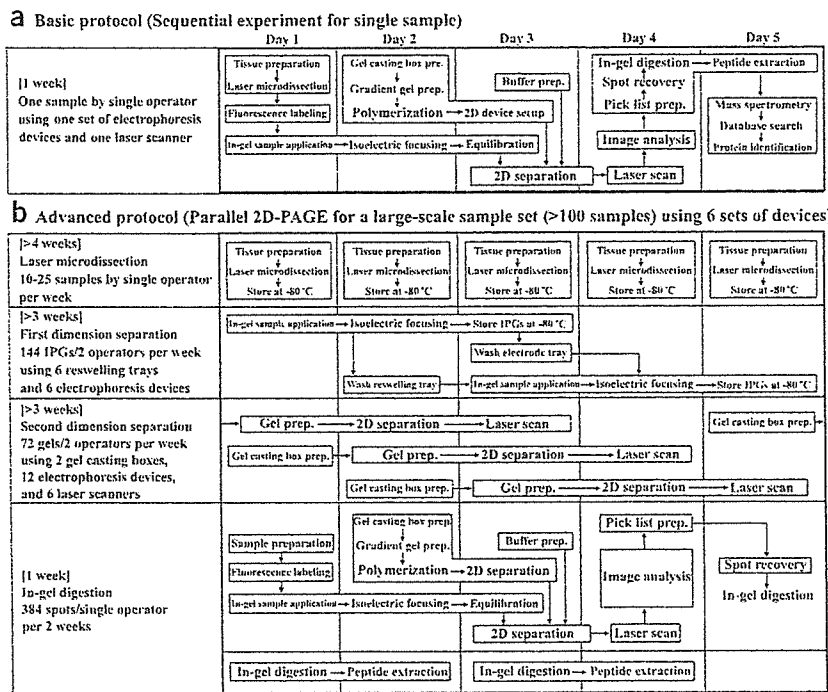 a Basic protocol (Sequential experiment for single sample)
Day 1 Day 2 Day 3 Day 4 Day 5
[1 week]
One sample by single operator
using one set of electrophoresis
devices and one laser scanner
Tissue preparation
Laser microdissection
Fluorescence labeling
In-gel sample application
Gel casting box pre.
Gradient gel prep.
Polymerization
2D device setup
Isoelectric focusing
Equilibration
Buffer prep.
2D separation
Laser scan
Image analysis
Pick list prep.
Spot recovery
In-gel digestion
Peptide extraction
Mass spectrometry
Database search
Protein identification
b Advanced protocol (Parallel 2D-PAGE for a large-scale sample set (>100 samples) using 6 sets of devices)
[>4 weeks]
Laser microdissection
10-25 samples by single operator
per week
Tissue preparation
Laser microdissection
Store at -80 °C
Tissue preparation
Laser microdissection
Store at -80 °C
Tissue preparation
Laser microdissection
Store at -80 °C
Tissue preparation
Laser microdissection
Store at -80 °C
Tissue preparation
Laser microdissection
Store at -80 °C
[>3 weeks]
First dimension separation
144 IPGs/2 operators per week
using 6 reswelling trays
and 6 electrophoresis devices
In-gel sample application
Isoelectric focusing
Store IPGs at -80 °C
Wash electrode tray
Wash reswelling tray
In-gel sample application
Isoelectric focusing
Store IPGs at -80 °C
[>3 weeks]
Second dimension separation
72 gels/2 operators per week
using 2 gel casting boxes,
12 electrophoresis devices,
and 6 laser scanners
Gel prep.
2D separation
Laser scan
Gel casting box prep.
Gel casting box prep.
Gel prep.
2D separation
Laser scan
Gel casting box prep.
Gel prep.
2D separation
Laser scan
[1 week]
In-gel digestion
384 spots/single operator
per 2 weeks
Sample preparation
Fluorescence labeling
In-gel sample application
Gel casting box prep.
Gradient gel prep.
Polymerization
2D separation
Isoelectric focusing
Equilibration
Buffer prep.
2D separation
Laser scan
Image analysis
Pick list prep.
Spot recovery
In-gel digestion
In-gel digestion
Peptide extraction
In-gel digestion
Peptide extraction